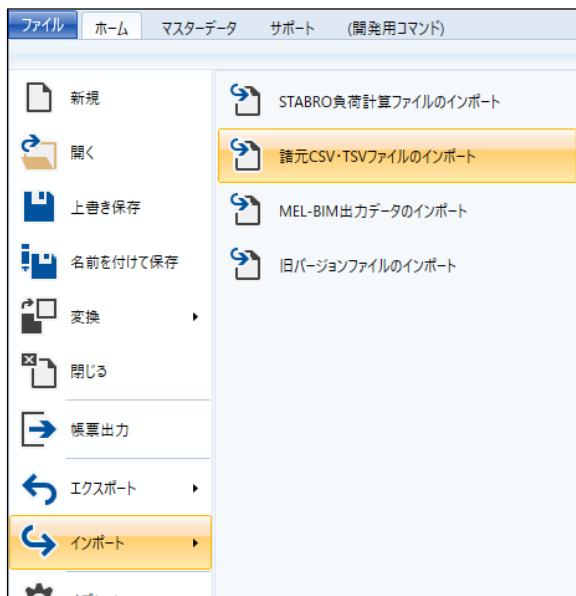 ファイル ホーム マスターデータ サポート (開発用コマンド)
新規
開く
上書き保存
名前を付けて保存
変換
閉じる
帳票出力
エクスポート
インポート
STABRO負荷計算ファイルのインポート
諸元CSV・TSVファイルのインポート
MEL-BIM出力データのインポート
旧バージョンファイルのインポート